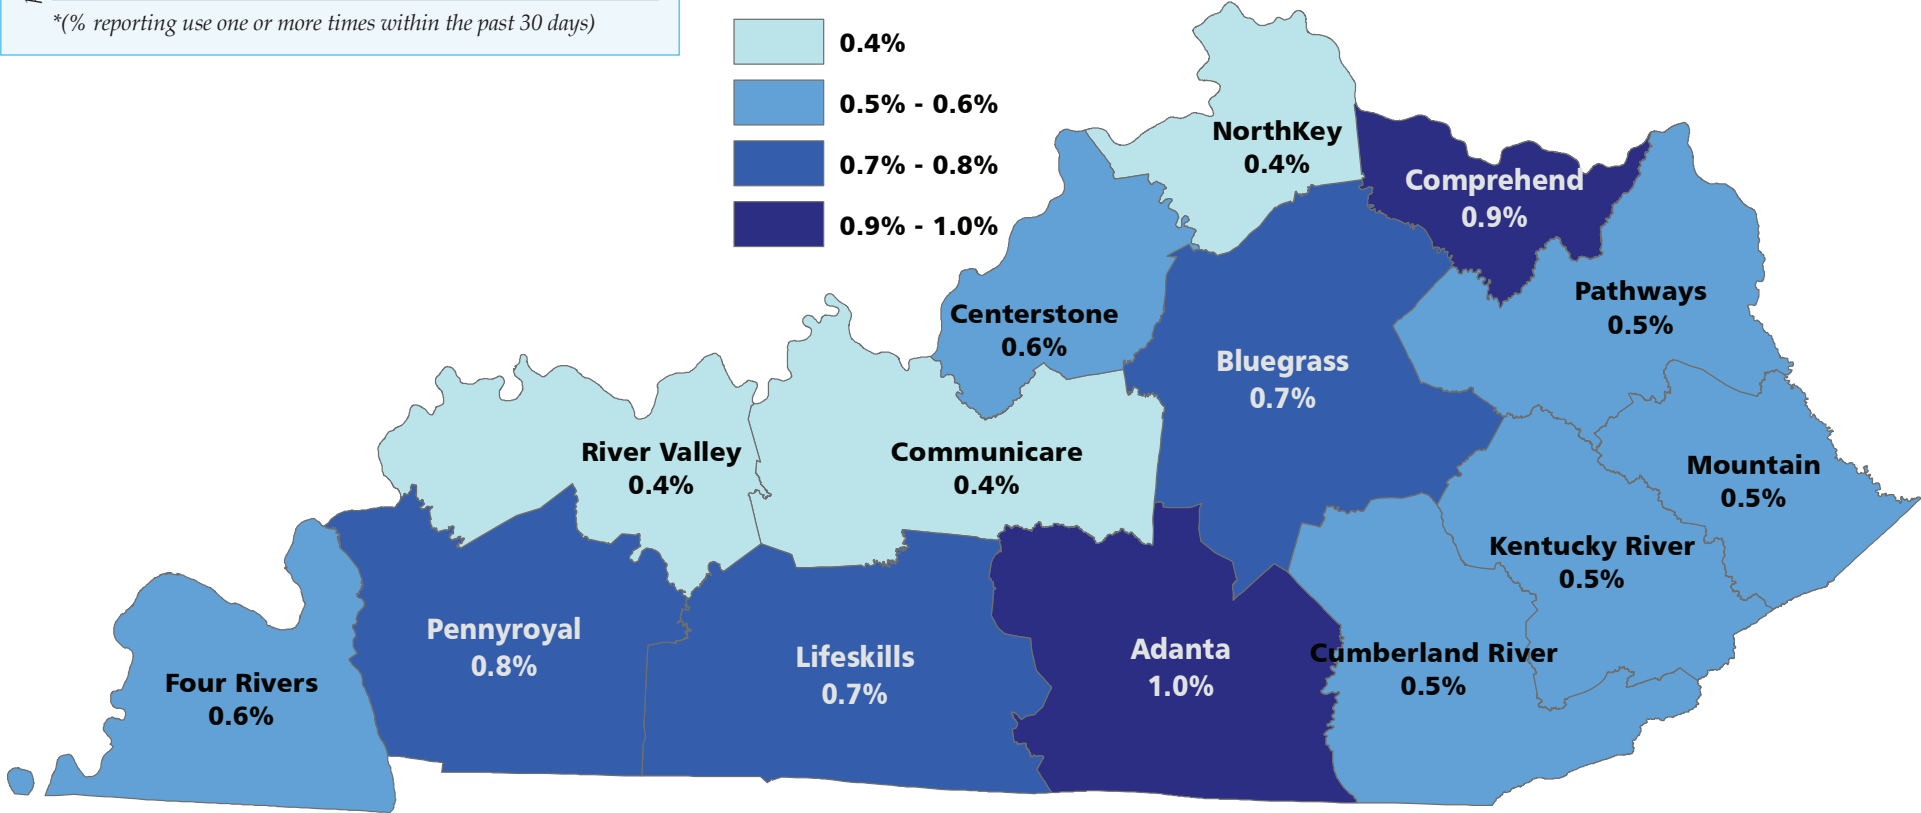 *(% reporting use one or more times within the past 30 days)
0.4%
0.5% - 0.6%
0.7% - 0.8%
0.9% - 1.0%
NorthKey
0.4%
Comprehend
0.9%
Pathways
0.5%
Centerstone
0.6%
Bluegrass
0.7%
River Valley
0.4%
Communicare
0.4%
Mountain
0.5%
Kentucky River
0.5%
Pennyroyal
0.8%
Lifeskills
0.7%
Adanta
1.0%
Cumberland River
0.5%
Four Rivers
0.6%